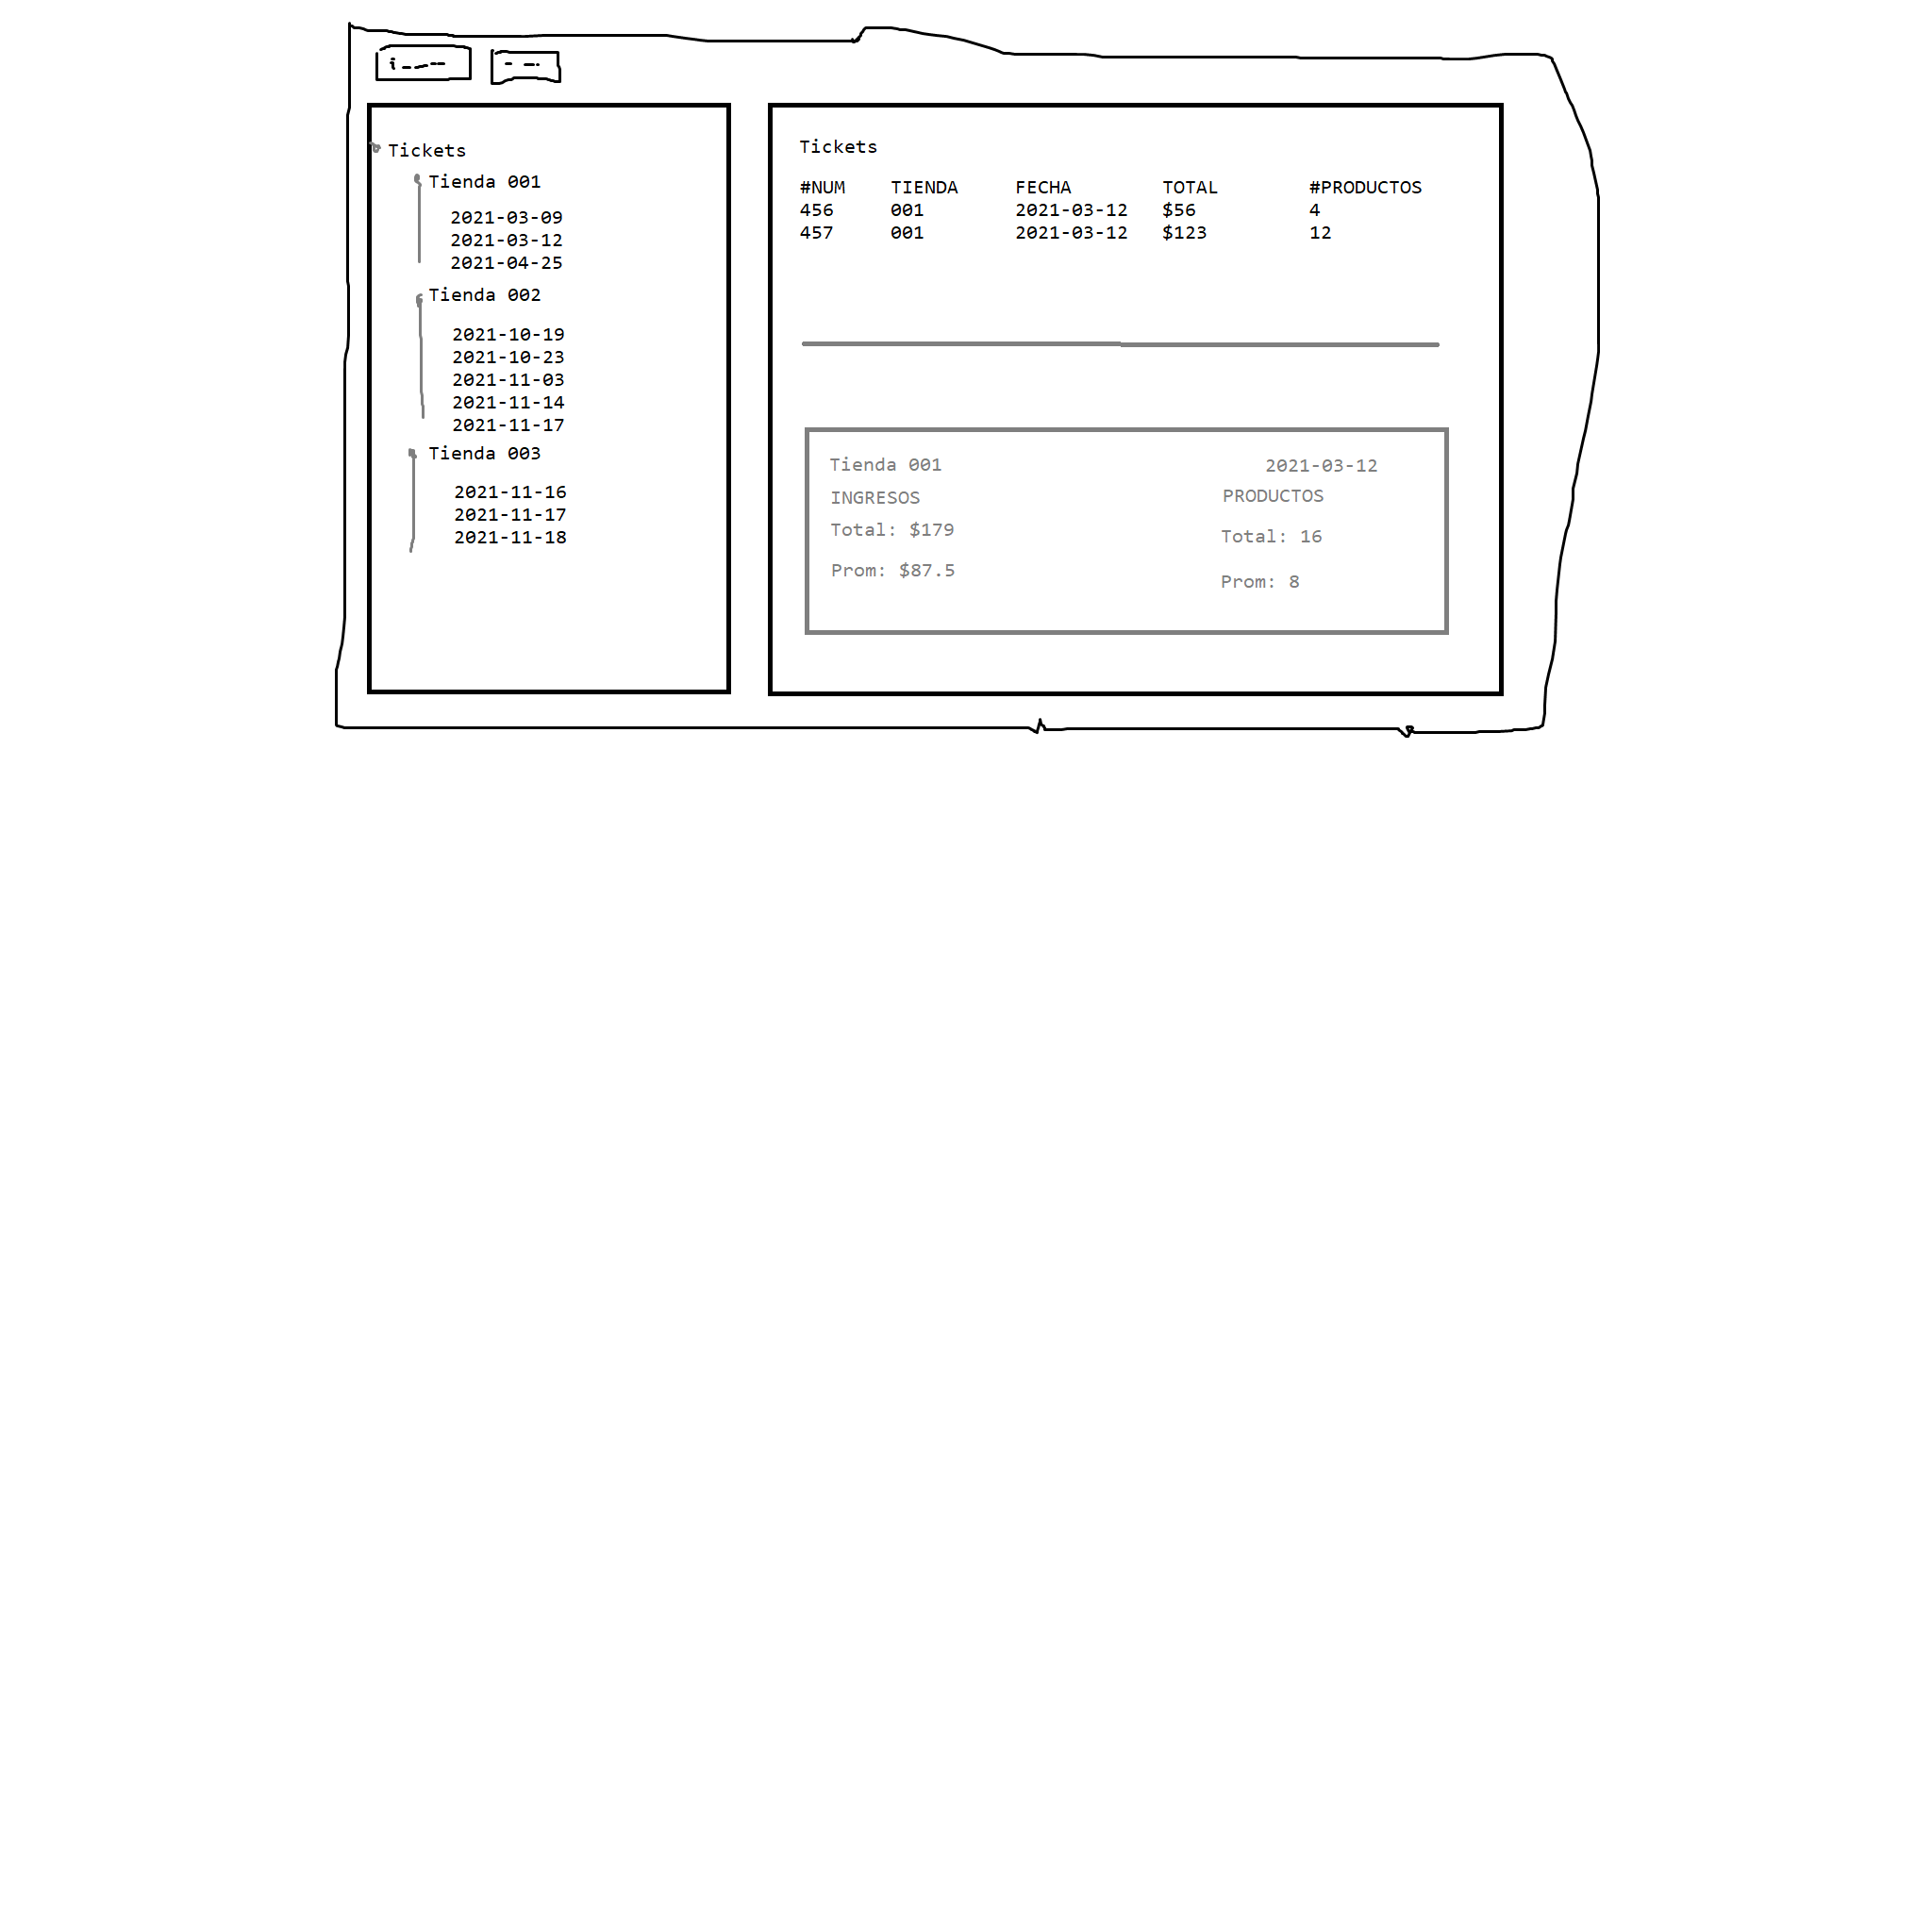 Tickets
Tienda 001
2021-03-09
2021-03-12
2021-04-25
Tienda 002
2021-10-19
2021-10-23
2021-11-03
2021-11-14
2021-11-17
Tienda 003
2021-11-16
2021-11-17
2021-11-18
Tickets
#NUM TIENDA FECHA TOTAL #PRODUCTOS
456 001 2021-03-12 $56 4
457 001 2021-03-12 $123 12
Tienda 001 2021-03-12
INGRESOS PRODUCTOS
Total: $179 Total: 16
Prom: $87.5 Prom: 8